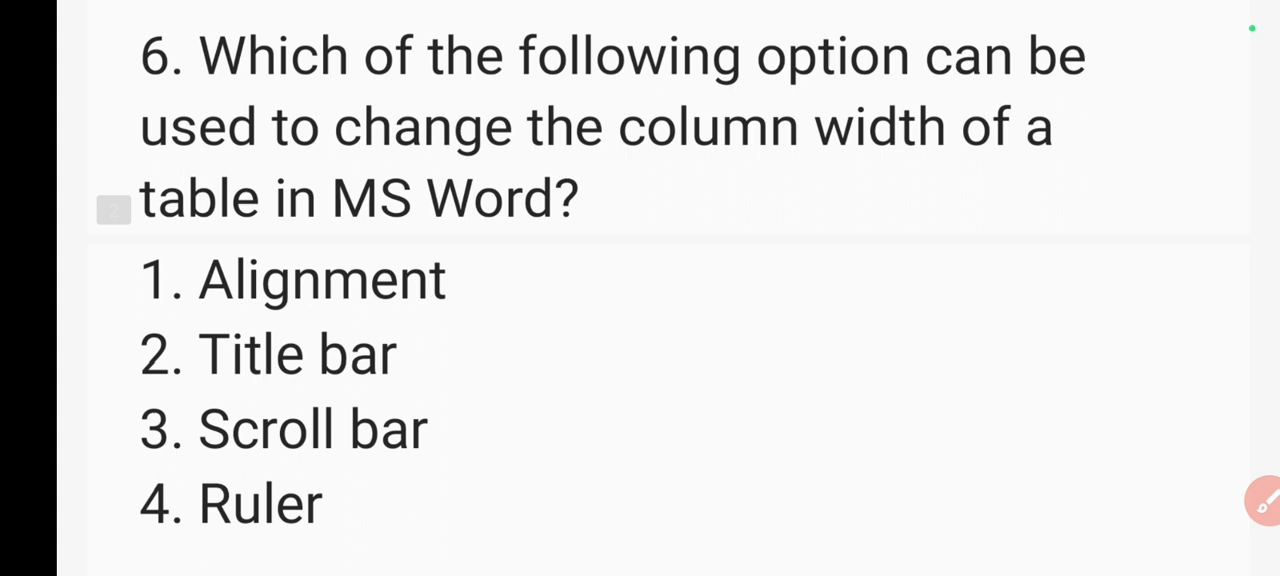 6. Which of the following option can be
used to change the column width of a
2
table in MS Word?
1. Alignment
2. Title bar
3. Scroll bar
4. Ruler